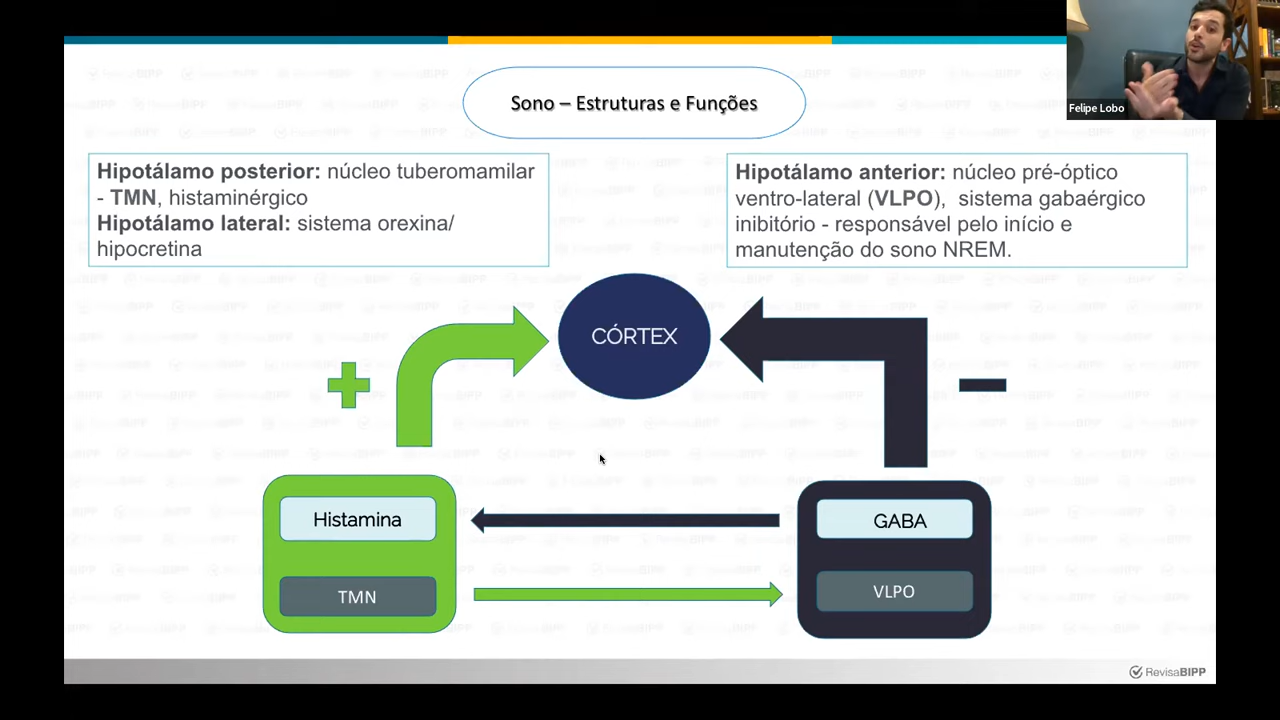 Felipe Lobo
Sono – Estruturas e Funções
Hipotálamo posterior: núcleo tuberomamilar
- TMN, histaminérgico
Hipotálamo lateral: sistema orexina/
hipocretina
Hipotálamo anterior: núcleo pré-óptico
ventro-lateral (VLPO), sistema gabaérgico
inibitório - responsável pelo início e
manutenção do sono NREM.
CÓRTEX
Histamina
GABA
TMN
VLPO
RevisaBIPP